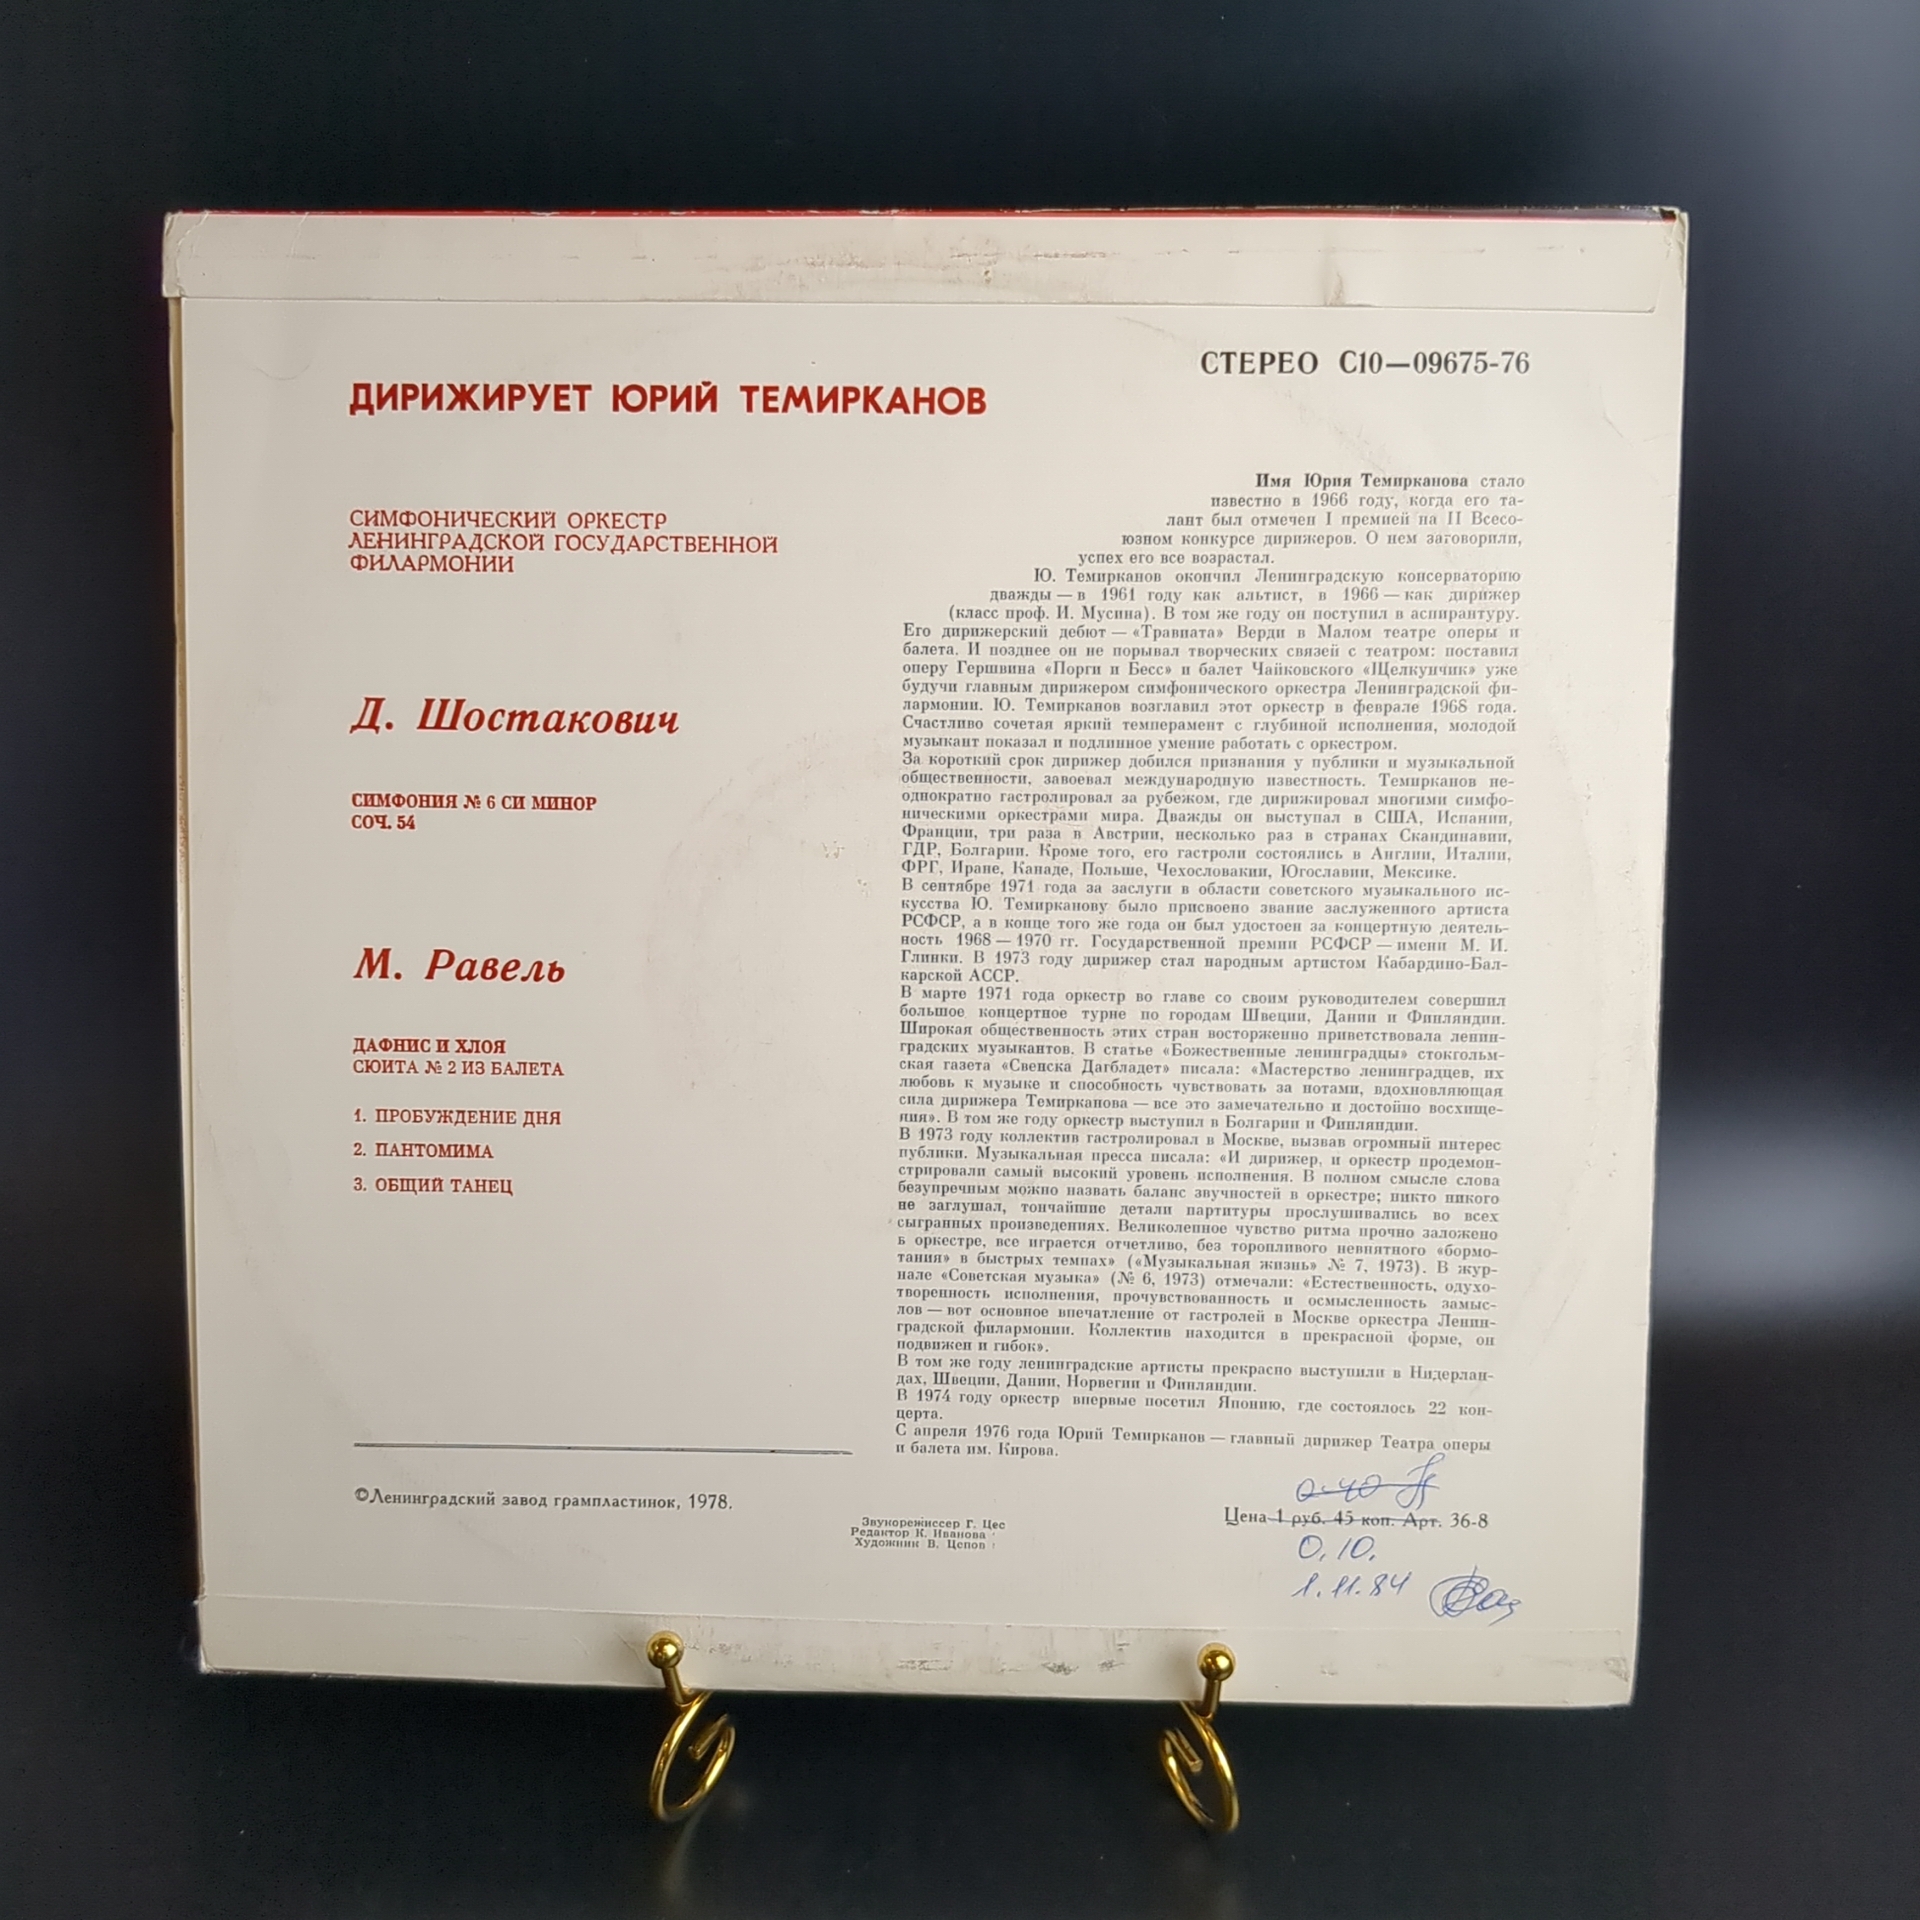 СТЕРЕО С10—09675-76
ДИРИЖИРУЕТ ЮРИЙ ТЕМИРКАНОВ
СИМФОНИЧЕСКИЙ ОРКЕСТР
ЛЕНИНГРАДСКОЙ ГОСУДАРСТВЕННОЙ
ФИЛАРМОНИИ
Д. Шостакович
СИМФОНИЯ № 6 СИ МИНОР
СОЧ. 54
М. Равель
ДАФНИС И ХЛОЯ
СЮИТА № 2 ИЗ БАЛЕТА
1. ПРОБУЖДЕНИЕ ДНЯ
2. ПАНТОМИМА
3. ОБЩИЙ ТАНЕЦ
Имя Юрия Темирканова стало
известно в 1966 году, когда его та-
лант был отмечен I премией на II Всесо-
юзном конкурсе дирижеров. О нем заговорили,
успех его все возрастал.
Ю. Темирканов окончил Ленинградскую консерваторию
дважды — в 1961 году как альтист, в 1966 — как дирижер
(класс проф. И. Мусина). В том же году он поступил в аспирантуру.
Его дирижерский дебют — «Травиата» Верди в Малом театре оперы и
балета. И позднее он не порывал творческих связей с театром: поставил
оперу Гершвина «Порги и Бесс» и балет Чайковского «Щелкунчик» уже
будучи главным дирижером симфонического оркестра Ленинградской фи-
лармонии. Ю. Темирканов возглавил этот оркестр в феврале 1968 года.
Счастливо сочетая яркий темперамент с глубиной исполнения, молодой
музыкант показал и подлинное умение работать с оркестром.
За короткий срок дирижер добился признания у публики и музыкальной
общественности, завоевал международную известность. Темирканов не-
однократно гастролировал за рубежом, где дирижировал многими симфо-
ническими оркестрами мира. Дважды он выступал в США, Испании,
Франции, три раза в Австрии, несколько раз в странах Скандинавии,
ГДР, Болгарии. Кроме того, его гастроли состоялись в Англии, Италии,
ФРГ, Иране, Канаде, Польше, Чехословакии, Югославии, Мексике.
В сентябре 1971 года за заслуги в области советского музыкального ис-
кусства Ю. Темирканову было присвоено звание заслуженного артиста
РСФСР, а в конце того же года он был удостоен за концертную деятель-
ность 1968 — 1970 гг. Государственной премии РСФСР — имени М. И.
Глинки. В 1973 году дирижер стал народным артистом Кабардино-Бал-
карской АССР.
В марте 1971 года оркестр во главе со своим руководителем совершил
большое концертное турне по городам Швеции, Дании и Финляндии.
Широкая общественность этих стран восторженно приветствовала ленин-
градских музыкантов. В статье «Божественные ленинградцы» стокгольм-
ская газета «Свенска Дагбладет» писала: «Мастерство ленинградцев, их
любовь к музыке и способность чувствовать за нотами, вдохновляющая
сила дирижера Темирканова — все это замечательно и достойно восхище-
ния». В том же году оркестр выступил в Болгарии и Финляндии.
В 1973 году коллектив гастролировал в Москве, вызвав огромный интерес
публики. Музыкальная пресса писала: «И дирижер, и оркестр продемон-
стрировали самый высокий уровень исполнения. В полном смысле слова
безупречным можно назвать баланс звучностей в оркестре; никто никого
не заглушал, тончайшие детали партитуры прослушивались во всех
сыгранных произведениях. Великолепное чувство ритма прочно заложено
в оркестре, все играется отчетливо, без торопливого невнятного «бормо-
тания» в быстрых темпах» («Музыкальная жизнь» № 7, 1973). В жур-
нале «Советская музыка» (№ 6, 1973) отмечали: «Естественность, одухо-
творенность исполнения, прочувствованность и осмысленность замыс-
лов — вот основное впечатление от гастролей в Москве оркестра Ленин-
градской филармонии. Коллектив находится в прекрасной форме, он
подвижен и гибок».
В том же году ленинградские артисты прекрасно выступили в Нидерлан-
дах, Швеции, Дании, Норвегии и Финляндии.
В 1974 году оркестр впервые посетил Японию, где состоялось 22 кон-
церта.
С апреля 1976 года Юрий Темирканов — главный дирижер Театра оперы
и балета им. Кирова.
©Ленинградский завод грампластинок, 1978.
Звукорежиссер Г. Цес
Редактор К. Иванова
Художник В. Цепов
0-40
Цена 1 руб. 45 коп. Арт. 36-8
0,10.
1.11.84